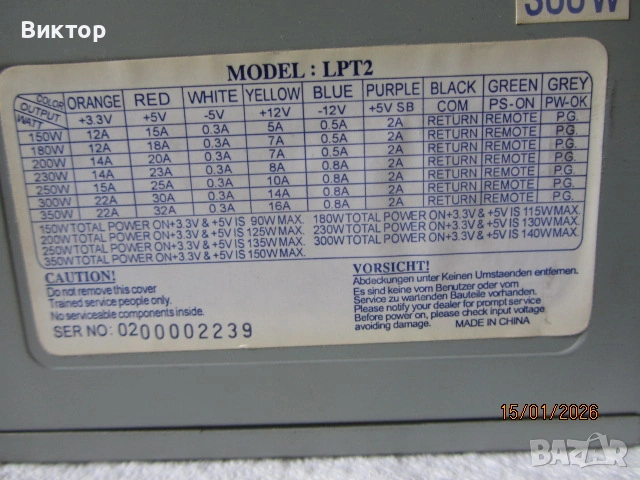 Виктор
300W
MODEL : LPT2
COLOR ORANGE RED WHITE YELLOW BLUE PURPLE BLACK GREEN GREY
OUTPUT WATT +3.3V +5V -5V +12V -12V +5V SB COM PS-ON PW-OK
150W 12A 15A 0.3A 5A 0.5A 2A RETURN REMOTE P.G.
180W 12A 18A 0.3A 7A 0.5A 2A RETURN REMOTE P.G.
200W 14A 20A 0.3A 7A 0.5A 2A RETURN REMOTE P.G.
230W 14A 23A 0.3A 8A 0.8A 2A RETURN REMOTE P.G.
250W 15A 25A 0.3A 10A 0.8A 2A RETURN REMOTE P.G.
300W 22A 30A 0.3A 14A 0.8A 2A RETURN REMOTE P.G.
350W 22A 32A 0.3A 16A 0.8A 2A RETURN REMOTE P.G.
150W TOTAL POWER ON+3.3V & +5V IS 90W MAX. 180W TOTAL POWER ON+3.3V & +5V IS 115W MAX.
200W TOTAL POWER ON+3.3V & +5V IS 125W MAX. 230W TOTAL POWER ON+3.3V & +5V IS 130W MAX.
250W TOTAL POWER ON+3.3V & +5V IS 135W MAX. 300W TOTAL POWER ON+3.3V & +5V IS 140W MAX.
350W TOTAL POWER ON+3.3V & +5V IS 150W MAX.
CAUTION!
Do not remove this cover
Trained service people only.
No serviceable components inside.
SER NO: 0200002239
VORSICHT!
Abdeckungen unter Keinen Umstaenden entfernen.
Es sind keine vom Benutzer oder vom
Service zu wartenden Bauteile vorhanden.
Please notify your dealer for prompt service
Before power on, please check input voltage
avoiding damage. MADE IN CHINA
15/01/2026
BAZAR